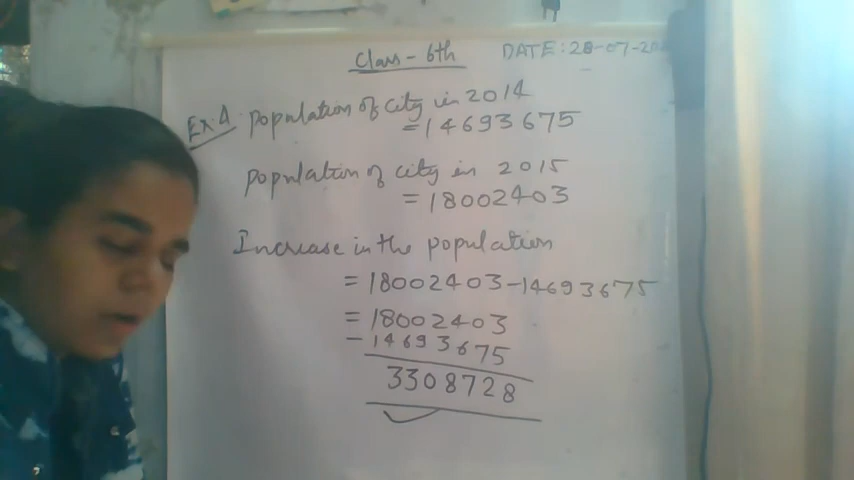 Class - 6th
DATE: 28-07-20
Ex. 4. Population of city in 2014
= 14693675
Population of city in 2015
= 18002403
Increase in the population
= 18002403 - 14693675
= 18002403
- 14693675
3308728